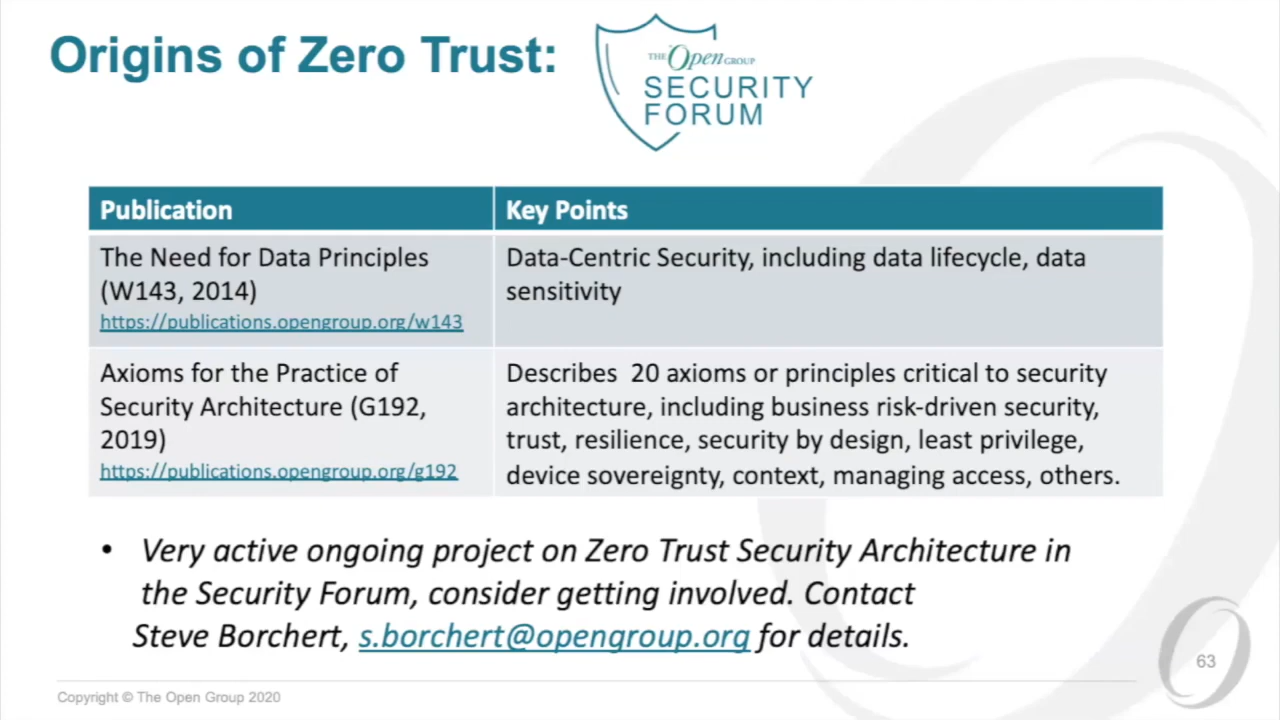 Origins of Zero Trust:
THE Open GROUP
SECURITY
FORUM
Publication
Key Points
The Need for Data Principles
(W143, 2014)
https://publications.opengroup.org/w143
Data-Centric Security, including data lifecycle, data
sensitivity
Axioms for the Practice of
Security Architecture (G192,
2019)
https://publications.opengroup.org/g192
Describes 20 axioms or principles critical to security
architecture, including business risk-driven security,
trust, resilience, security by design, least privilege,
device sovereignty, context, managing access, others.
• Very active ongoing project on Zero Trust Security Architecture in
the Security Forum, consider getting involved. Contact
Steve Borchert, s.borchert@opengroup.org for details.
63
Copyright © The Open Group 2020